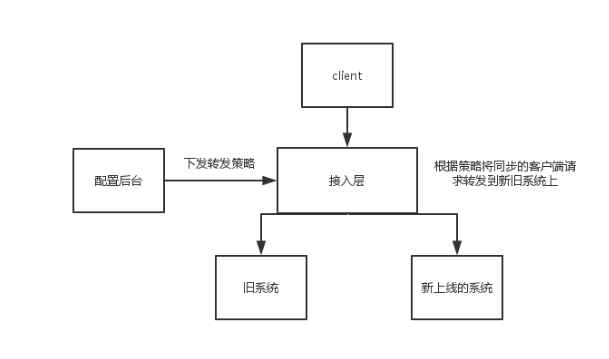 client
下发转发策略
配置后台
接入层
根据策略将同步的客户端请
求转发到新旧系统上
旧系统
新上线的系统